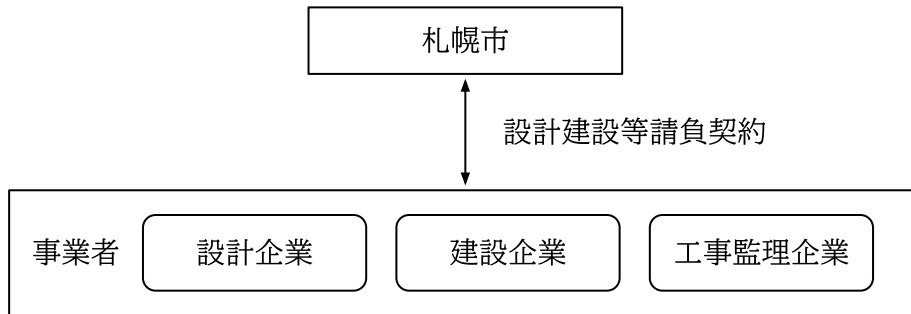 札幌市
設計建設等請負契約
事業者
設計企業
建設企業
工事監理企業